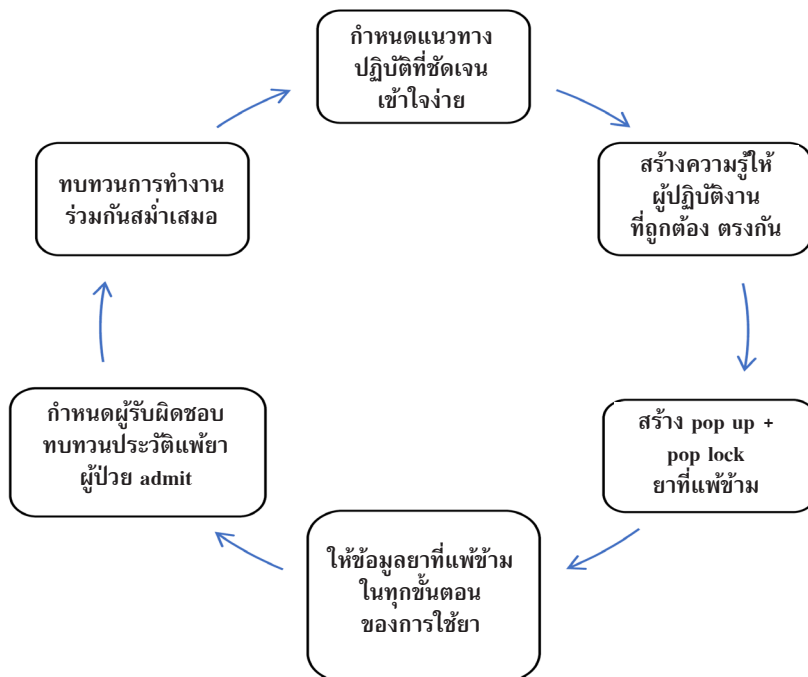 กำหนดแนวทาง
ปฏิบัติที่ชัดเจน
เข้าใจง่าย
สร้างความรู้ให้
ผู้ปฏิบัติงาน
ที่ถูกต้อง ตรงกัน
สร้าง pop up +
pop lock
ยาที่แพ้ข้าม
ให้ข้อมูลยาที่แพ้ข้าม
ในทุกขั้นตอน
ของการใช้ยา
กำหนดผู้รับผิดชอบ
ทบทวนประวัติแพ้ยา
ผู้ป่วย admit
ทบทวนการทำงาน
ร่วมกันสม่ำเสมอ